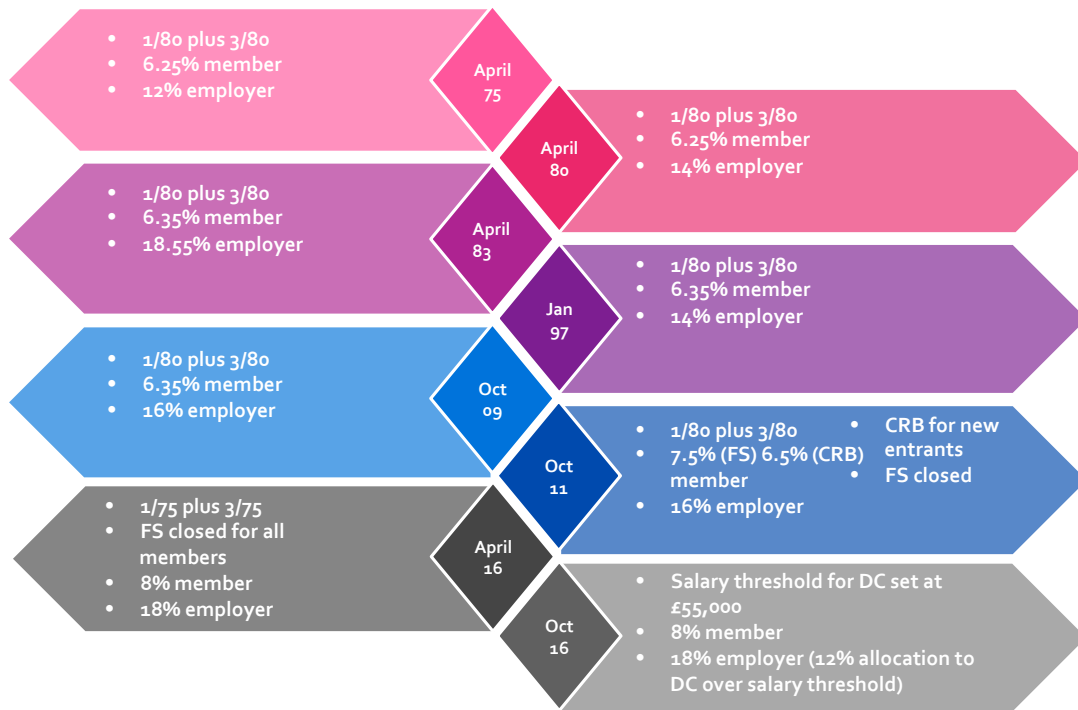 • 1/80 plus 3/80
• 6.25% member
• 12% employer
April
75
• 1/80 plus 3/80
• 6.25% member
• 14% employer
April
80
• 1/80 plus 3/80
• 6.35% member
• 18.55% employer
April
83
• 1/80 plus 3/80
• 6.35% member
• 14% employer
Jan
97
• 1/80 plus 3/80
• 6.35% member
• 16% employer
Oct
09
• 1/80 plus 3/80
• 7.5% (FS) 6.5% (CRB)
member
• 16% employer
• CRB for new
entrants
• FS closed
Oct
11
• 1/75 plus 3/75
• FS closed for all
members
• 8% member
• 18% employer
April
16
• Salary threshold for DC set at
£55,000
• 8% member
• 18% employer (12% allocation to
DC over salary threshold)
Oct
16